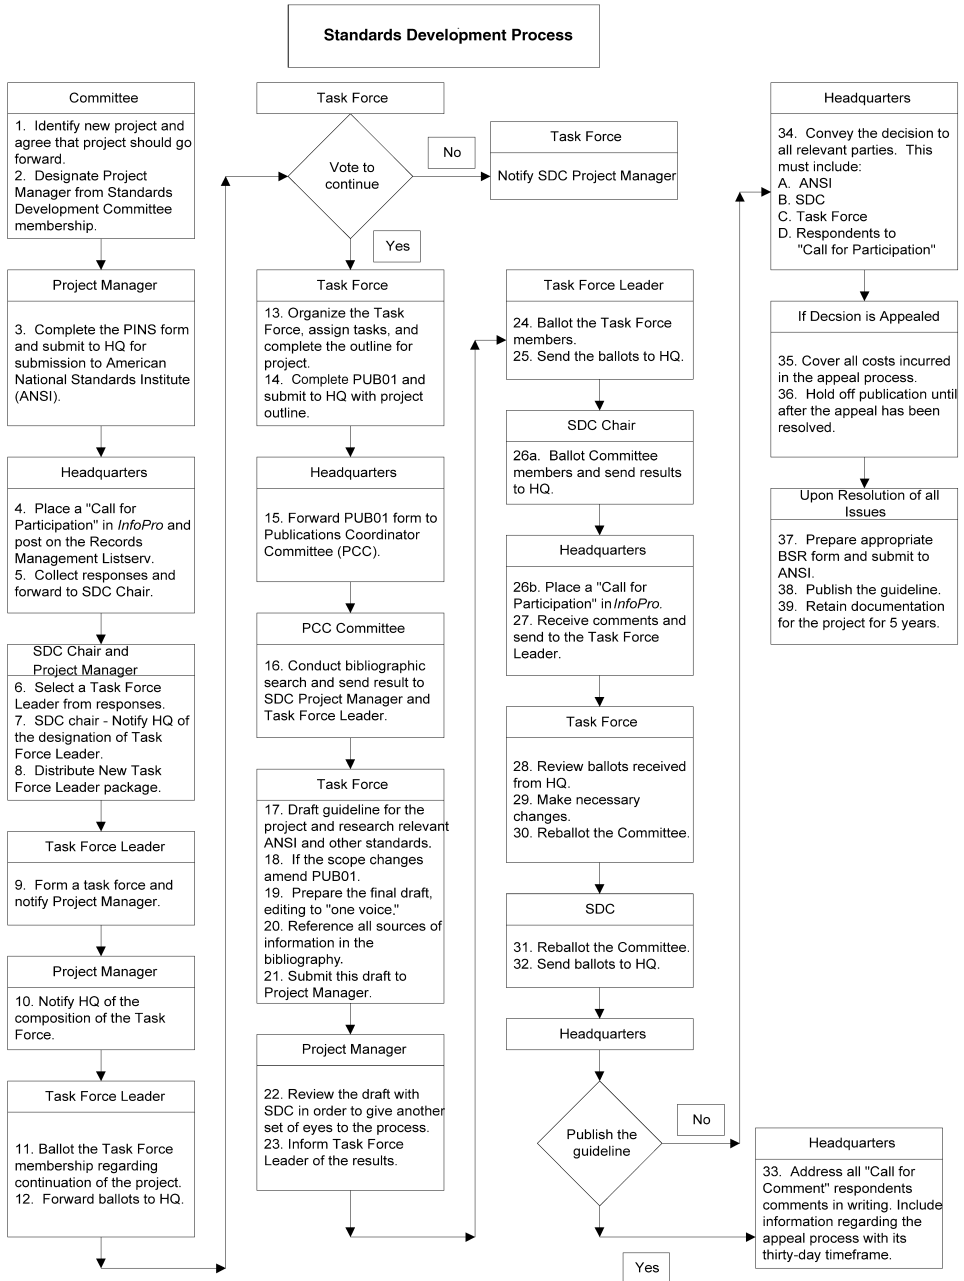 Standards Development Process
Committee
1. Identify new project and
agree that project should go
forward.
2. Designate Project
Manager from Standards
Development Committee
membership.
Project Manager
3. Complete the PINS form
and submit to HQ for
submission to American
National Standards Institute
(ANSI).
Headquarters
4. Place a "Call for
Participation" in InfoPro and
post on the Records
Management Listserv.
5. Collect responses and
forward to SDC Chair.
SDC Chair and
Project Manager
6. Select a Task Force
Leader from responses.
7. SDC chair - Notify HQ of
the designation of Task
Force Leader.
8. Distribute New Task
Force Leader package.
Task Force Leader
9. Form a task force and
notify Project Manager.
Project Manager
10. Notify HQ of the
composition of the Task
Force.
Task Force Leader
11. Ballot the Task Force
membership regarding
continuation of the project.
12. Forward ballots to HQ.
Task Force
Vote to
continue
No
Task Force
Notify SDC Project Manager
Yes
Task Force
13. Organize the Task
Force, assign tasks, and
complete the outline for
project.
14. Complete PUB01 and
submit to HQ with project
outline.
Headquarters
15. Forward PUB01 form to
Publications Coordinator
Committee (PCC).
PCC Committee
16. Conduct bibliographic
search and send result to
SDC Project Manager and
Task Force Leader.
Task Force
17. Draft guideline for the
project and research relevant
ANSI and other standards.
18. If the scope changes
amend PUB01.
19. Prepare the final draft,
editing to "one voice."
20. Reference all sources of
information in the
bibliography.
21. Submit this draft to
Project Manager.
Project Manager
22. Review the draft with
SDC in order to give another
set of eyes to the process.
23. Inform Task Force
Leader of the results.
Task Force Leader
24. Ballot the Task Force
members.
25. Send the ballots to HQ.
SDC Chair
26a. Ballot Committee
members and send results
to HQ.
Headquarters
26b. Place a "Call for
Participation" in InfoPro.
27. Receive comments and
send to the Task Force
Leader.
Task Force
28. Review ballots received
from HQ.
29. Make necessary
changes.
30. Reballot the Committee.
SDC
31. Reballot the Committee.
32. Send ballots to HQ.
Headquarters
Publish the
guideline
No
Yes
Headquarters
33. Address all "Call for
Comment" respondents
comments in writing. Include
information regarding the
appeal process with its
thirty-day timeframe.
Headquarters
34. Convey the decision to
all relevant parties. This
must include:
A. ANSI
B. SDC
C. Task Force
D. Respondents to
"Call for Participation"
If Decsion is Appealed
35. Cover all costs incurred
in the appeal process.
36. Hold off publication until
after the appeal has been
resolved.
Upon Resolution of all
Issues
37. Prepare appropriate
BSR form and submit to
ANSI.
38. Publish the guideline.
39. Retain documentation
for the project for 5 years.